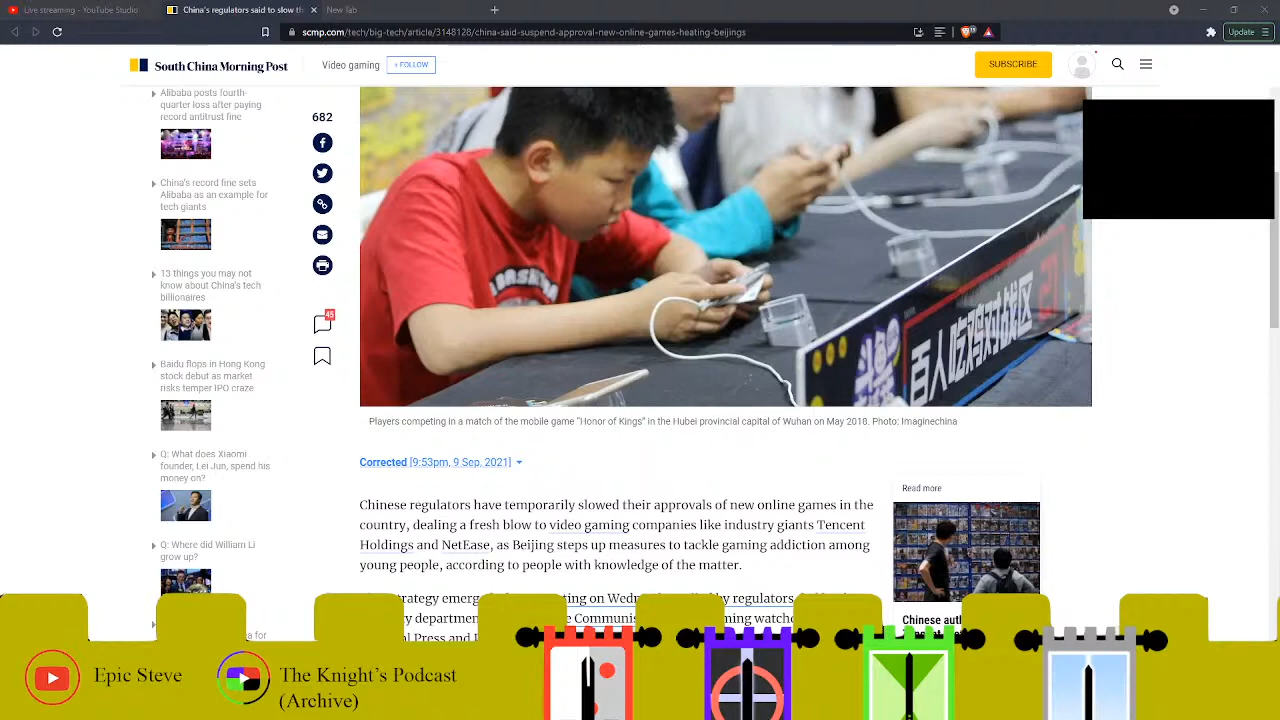 Live streaming - YouTube Studio
China's regulators said to slow th
New Tab
scmp.com/tech/big-tech/article/3148128/china-said-suspend-approval-new-online-games-heating-beijings
Update
South China Morning Post
Video gaming
+ FOLLOW
SUBSCRIBE
Alibaba posts fourth-
quarter loss after paying
record antitrust fine
China's record fine sets
Alibaba as an example for
tech giants
13 things you may not
know about China's tech
billionaires
Baidu flops in Hong Kong
stock debut as market
risks temper IPO craze
Q: What does Xiaomi
founder, Lei Jun, spend his
money on?
Q: Where did William Li
grow up?
682
45
百人吃鸡对战区
Players competing in a match of the mobile game "Honor of Kings" in the Hubei provincial capital of Wuhan on May 2018. Photo: Imaginechina
Corrected [9:53pm, 9 Sep, 2021]
Chinese regulators have temporarily slowed their approvals of new online games in the
country, dealing a fresh blow to video gaming companies like industry giants Tencent
Holdings and NetEase, as Beijing steps up measures to tackle gaming addiction among
young people, according to people with knowledge of the matter.
Read more
Epic Steve
The Knight's Podcast
(Archive)